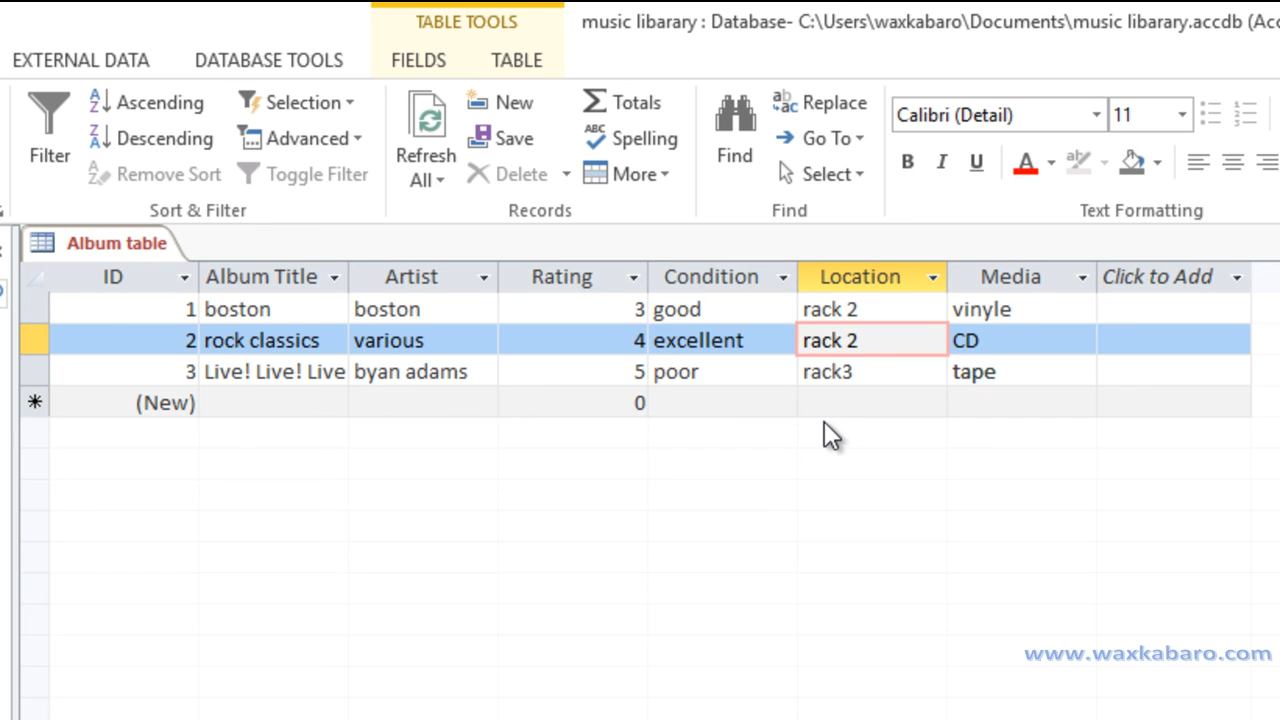 TABLE TOOLS
music libarary : Database- C:\Users\waxkabaro\Documents\music libarary.accdb (Acc
EXTERNAL DATA DATABASE TOOLS FIELDS TABLE
Filter
Ascending
Descending
Remove Sort
Selection
Advanced
Toggle Filter
Sort & Filter
Refresh
All
New
Save
Delete
Totals
Spelling
More
Records
Find
Replace
Go To
Select
Find
Calibri (Detail) 11
B I U A
Text Formatting
Album table
ID Album Title Artist Rating Condition Location Media Click to Add
1 boston boston 3 good rack 2 vinyle
2 rock classics various 4 excellent rack 2 CD
3 Live! Live! Live byan adams 5 poor rack3 tape
(New) 0
www.waxkabaro.com